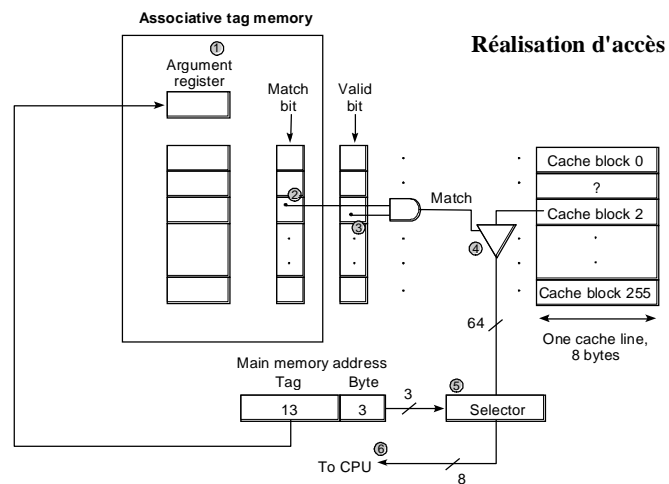 Associative tag memory
Réalisation d'accès
1
Argument
register
Match
bit
Valid
bit
Cache block 0
?
2
Match
Cache block 2
3
4
Cache block 255
64
One cache line,
8 bytes
Main memory address
Tag
Byte
3
5
13
3
Selector
6
To CPU
8